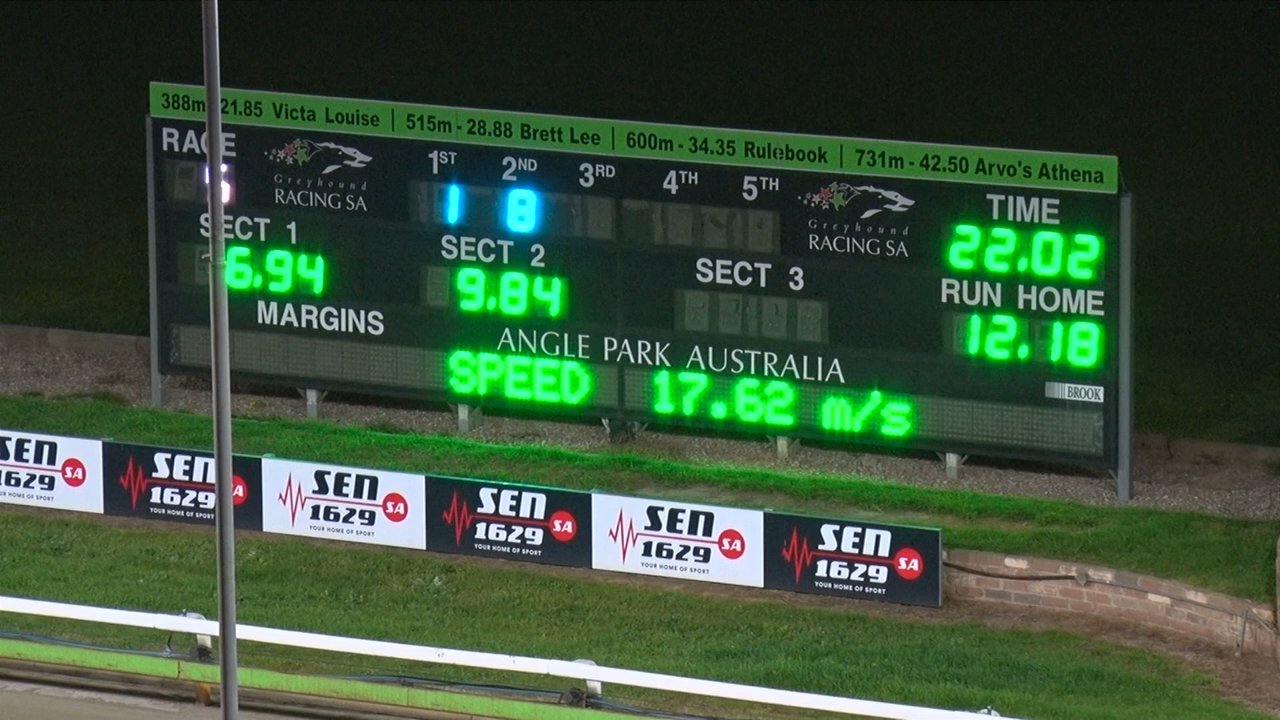 388m 21.85 Victa Louise | 515m - 28.88 Brett Lee | 600m - 34.35 Rulebook | 731m - 42.50 Arvo's Athena
RACE
Greyhound
RACING SA
1ST 2ND 3RD 4TH 5TH
1 8
Greyhound
RACING SA
TIME
22.02
SECT 1
6.94
SECT 2
9.84
SECT 3
RUN HOME
12.18
MARGINS
ANGLE PARK AUSTRALIA
BROOK
SPEED 17.62 m/s
SEN
1629 SA
YOUR HOME OF SPORT
SEN
1629 A
SEN
1629 SA
YOUR HOME OF SPORT
SEN
1629 SA
YOUR HOME OF SPORT
SEN
1629 SA
YOUR HOME OF SPORT
SEN
1629 SA
YOUR HOME OF SPORT